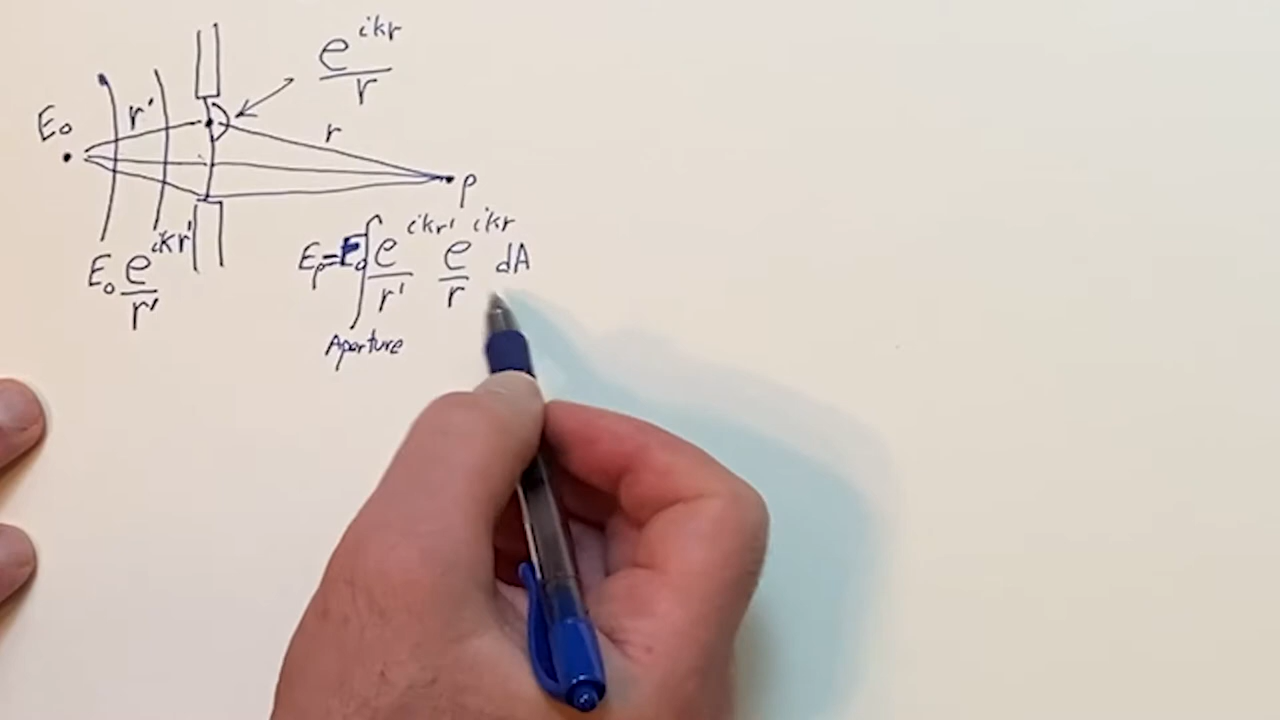 e^{ikr}/r
E₀
r'
r
P
E₀ e^{ikr'}/r'
E_p = E₀ ∫ e^{ikr'}/r' e^{ikr}/r dA
Aperture